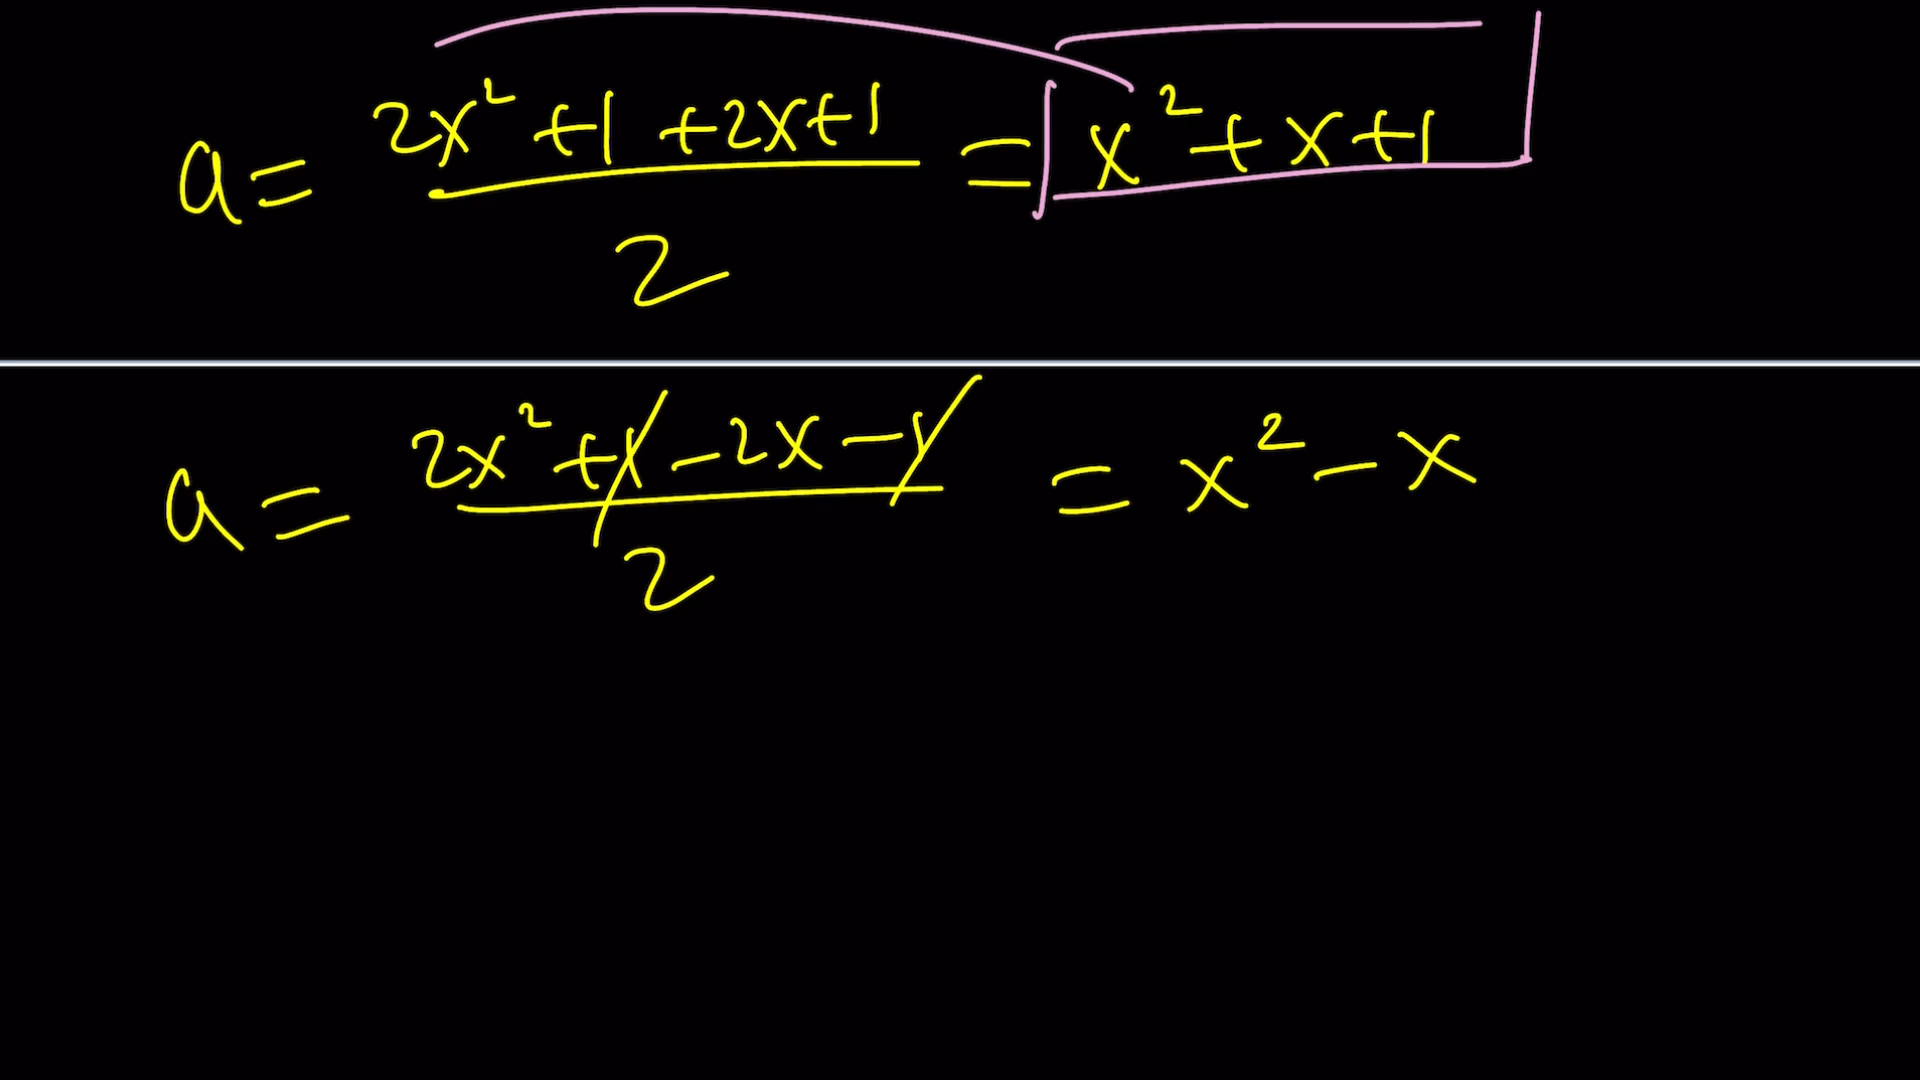 a = (2x² + 1 + 2x + 1) / 2 = x² + x + 1
a = (2x² + 1 - 2x - 1) / 2 = x² - x